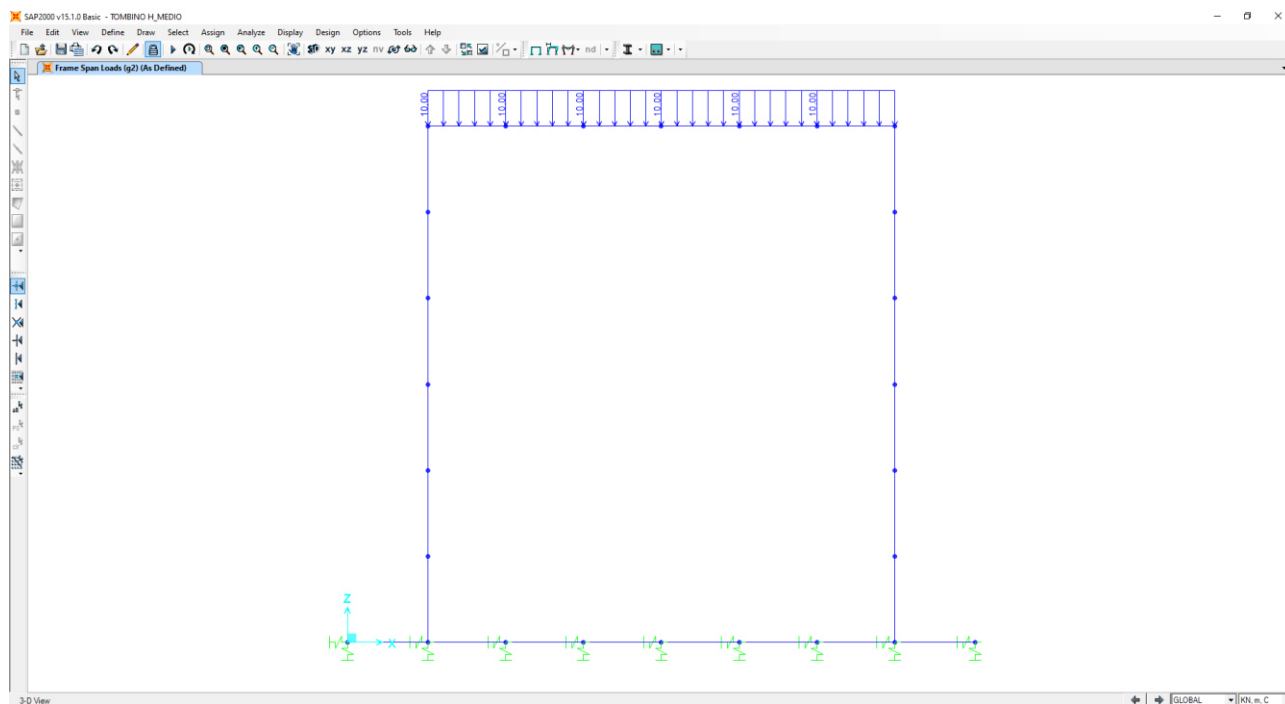 SAP2000 v15.1.0 Basic - TOMBINO H_MEDIO
File Edit View Define Draw Select Assign Analyze Display Design Options Tools Help
xy xz yz nv nd
Frame Span Loads (g2) (As Defined)
10.00 10.00 10.00 10.00 10.00 10.00
Z
X
3-D View GLOBAL KN, m, C